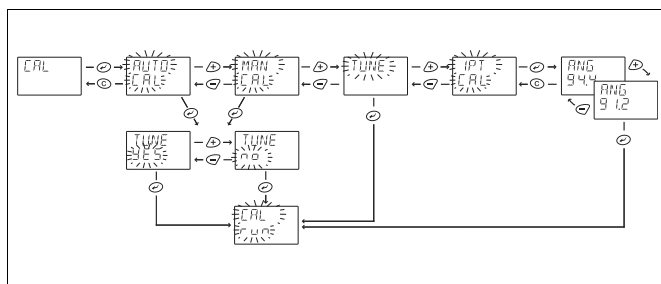 CAL
AUTO
CAL
MAN
CAL
TUNE
1PT
CAL
ANG
94.4
ANG
91.2
TUNE
YES
TUNE
no
CAL
run
C
C